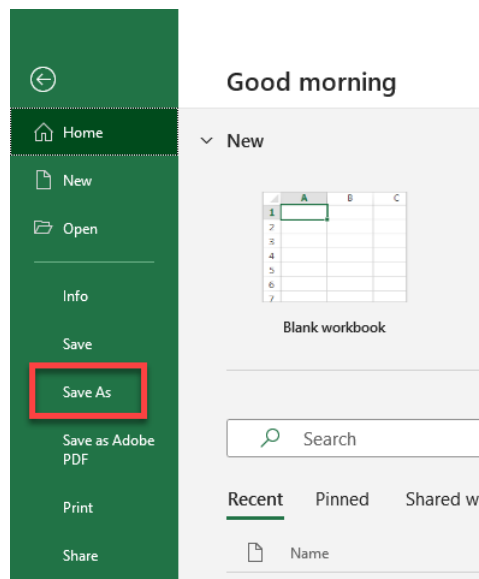 Good morning
Home
New
New
Open
A B C
1
2
3
4
5
6
7
Blank workbook
Info
Save
Save As
Save as Adobe
PDF
Search
Print
Recent Pinned Shared w
Share
Name